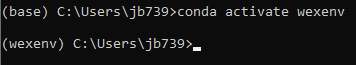 (base) C:\Users\jb739>conda activate wexenv
(wexenv) C:\Users\jb739>